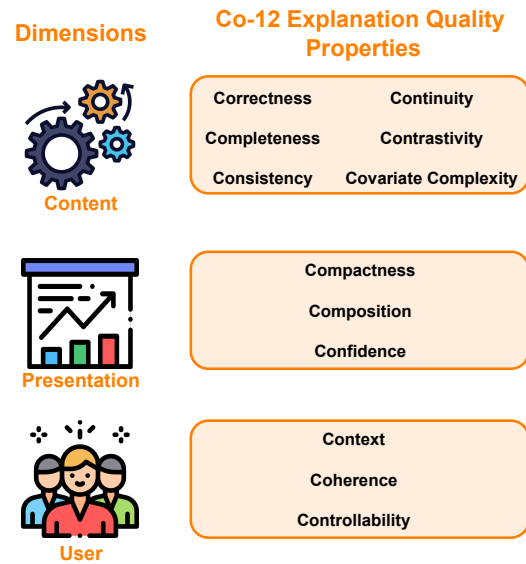 Dimensions
Co-12 Explanation Quality
Properties
Correctness
Continuity
Completeness
Contrastivity
Consistency
Covariate Complexity
Content
Compactness
Composition
Confidence
Presentation
Context
Coherence
Controllability
User